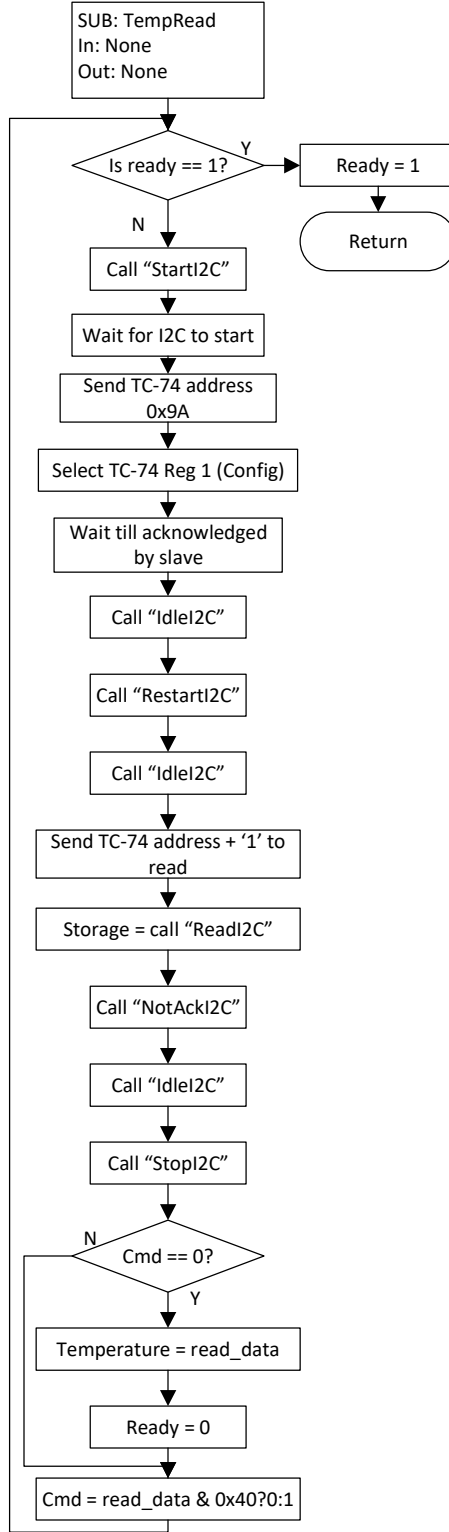 SUB: TempRead
In: None
Out: None
Is ready == 1?
Y
Ready = 1
Return
N
Call “StartI2C”
Wait for I2C to start
Send TC-74 address
0x9A
Select TC-74 Reg 1 (Config)
Wait till acknowledged
by slave
Call “IdleI2C”
Call “RestartI2C”
Call “IdleI2C”
Send TC-74 address + ‘1’ to
read
Storage = call “ReadI2C”
Call “NotAckI2C”
Call “IdleI2C”
Call “StopI2C”
N
Cmd == 0?
Y
Temperature = read_data
Ready = 0
Cmd = read_data & 0x40?0:1